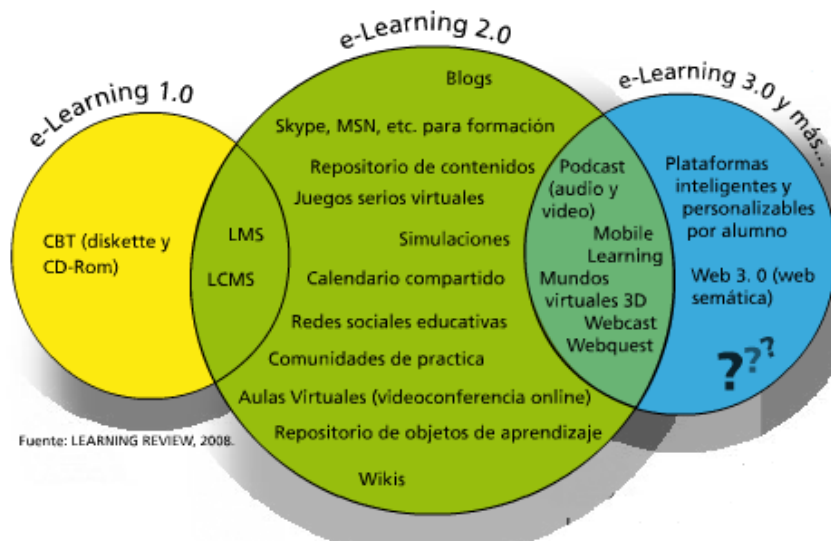 e-Learning 1.0
CBT (diskette y
CD-Rom)
LMS
LCMS
e-Learning 2.0
Blogs
Skype, MSN, etc. para formación
Repositorio de contenidos
Juegos serios virtuales
Simulaciones
Calendario compartido
Redes sociales educativas
Comunidades de practica
Aulas Virtuales (videoconferencia online)
Repositorio de objetos de aprendizaje
Wikis
Podcast
(audio y
video)
Mobile
Learning
Mundos
virtuales 3D
Webcast
Webquest
e-Learning 3.0 y más...
Plataformas
inteligentes y
personalizables
por alumno
Web 3. 0 (web
semática)
???
Fuente: LEARNING REVIEW, 2008.